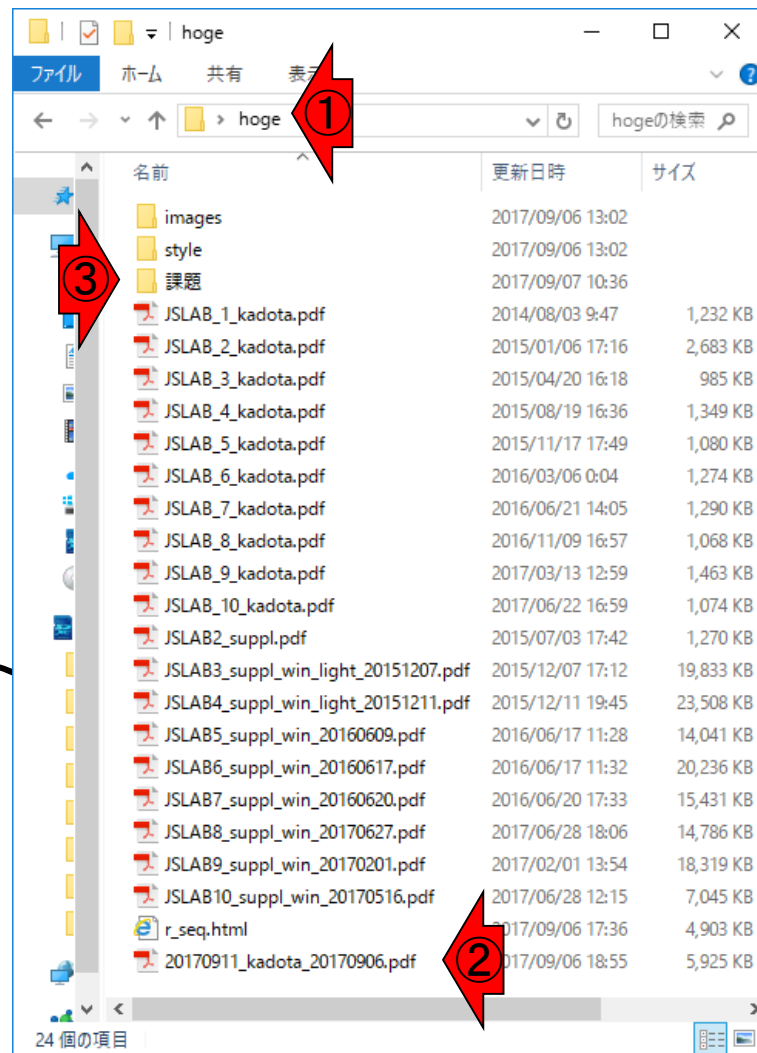 hoge
ファイル ホーム 共有
hoge hogeの検索
①
名前 更新日時 サイズ
images 2017/09/06 13:02
style 2017/09/06 13:02
③ 課題 2017/09/07 10:36
JSLAB_1_kadota.pdf 2014/08/03 9:47 1,232 KB
JSLAB_2_kadota.pdf 2015/01/06 17:16 2,683 KB
JSLAB_3_kadota.pdf 2015/04/20 16:18 985 KB
JSLAB_4_kadota.pdf 2015/08/19 16:36 1,349 KB
JSLAB_5_kadota.pdf 2015/11/17 17:49 1,080 KB
JSLAB_6_kadota.pdf 2016/03/06 0:04 1,274 KB
JSLAB_7_kadota.pdf 2016/06/21 14:05 1,290 KB
JSLAB_8_kadota.pdf 2016/11/09 16:57 1,068 KB
JSLAB_9_kadota.pdf 2017/03/13 12:59 1,463 KB
JSLAB_10_kadota.pdf 2017/06/22 16:59 1,074 KB
JSLAB2_suppl.pdf 2015/07/03 17:42 1,270 KB
JSLAB3_suppl_win_light_20151207.pdf 2015/12/07 17:12 19,833 KB
JSLAB4_suppl_win_light_20151211.pdf 2015/12/11 19:45 23,508 KB
JSLAB5_suppl_win_20160609.pdf 2016/06/17 11:28 14,041 KB
JSLAB6_suppl_win_20160617.pdf 2016/06/17 11:32 20,236 KB
JSLAB7_suppl_win_20160620.pdf 2016/06/20 17:33 15,431 KB
JSLAB8_suppl_win_20170627.pdf 2017/06/28 18:06 14,786 KB
JSLAB9_suppl_win_20170201.pdf 2017/02/01 13:54 18,319 KB
JSLAB10_suppl_win_20170516.pdf 2017/06/28 12:15 7,045 KB
r_seq.html 2017/09/06 17:36 4,903 KB
20170911_kadota_20170906.pdf ② 2017/09/06 18:55 5,925 KB
24 個の項目